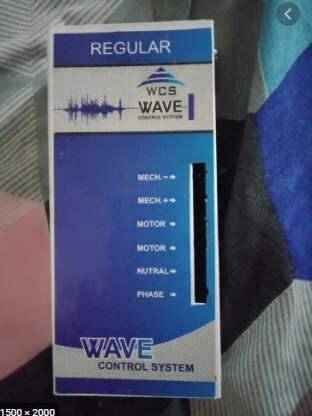 REGULAR
WCS
WAVE
CONTROL SYSTEM
MECH.-
MECH.+
MOTOR
MOTOR
NUTRAL
PHASE
WAVE
CONTROL SYSTEM
1500 × 2000